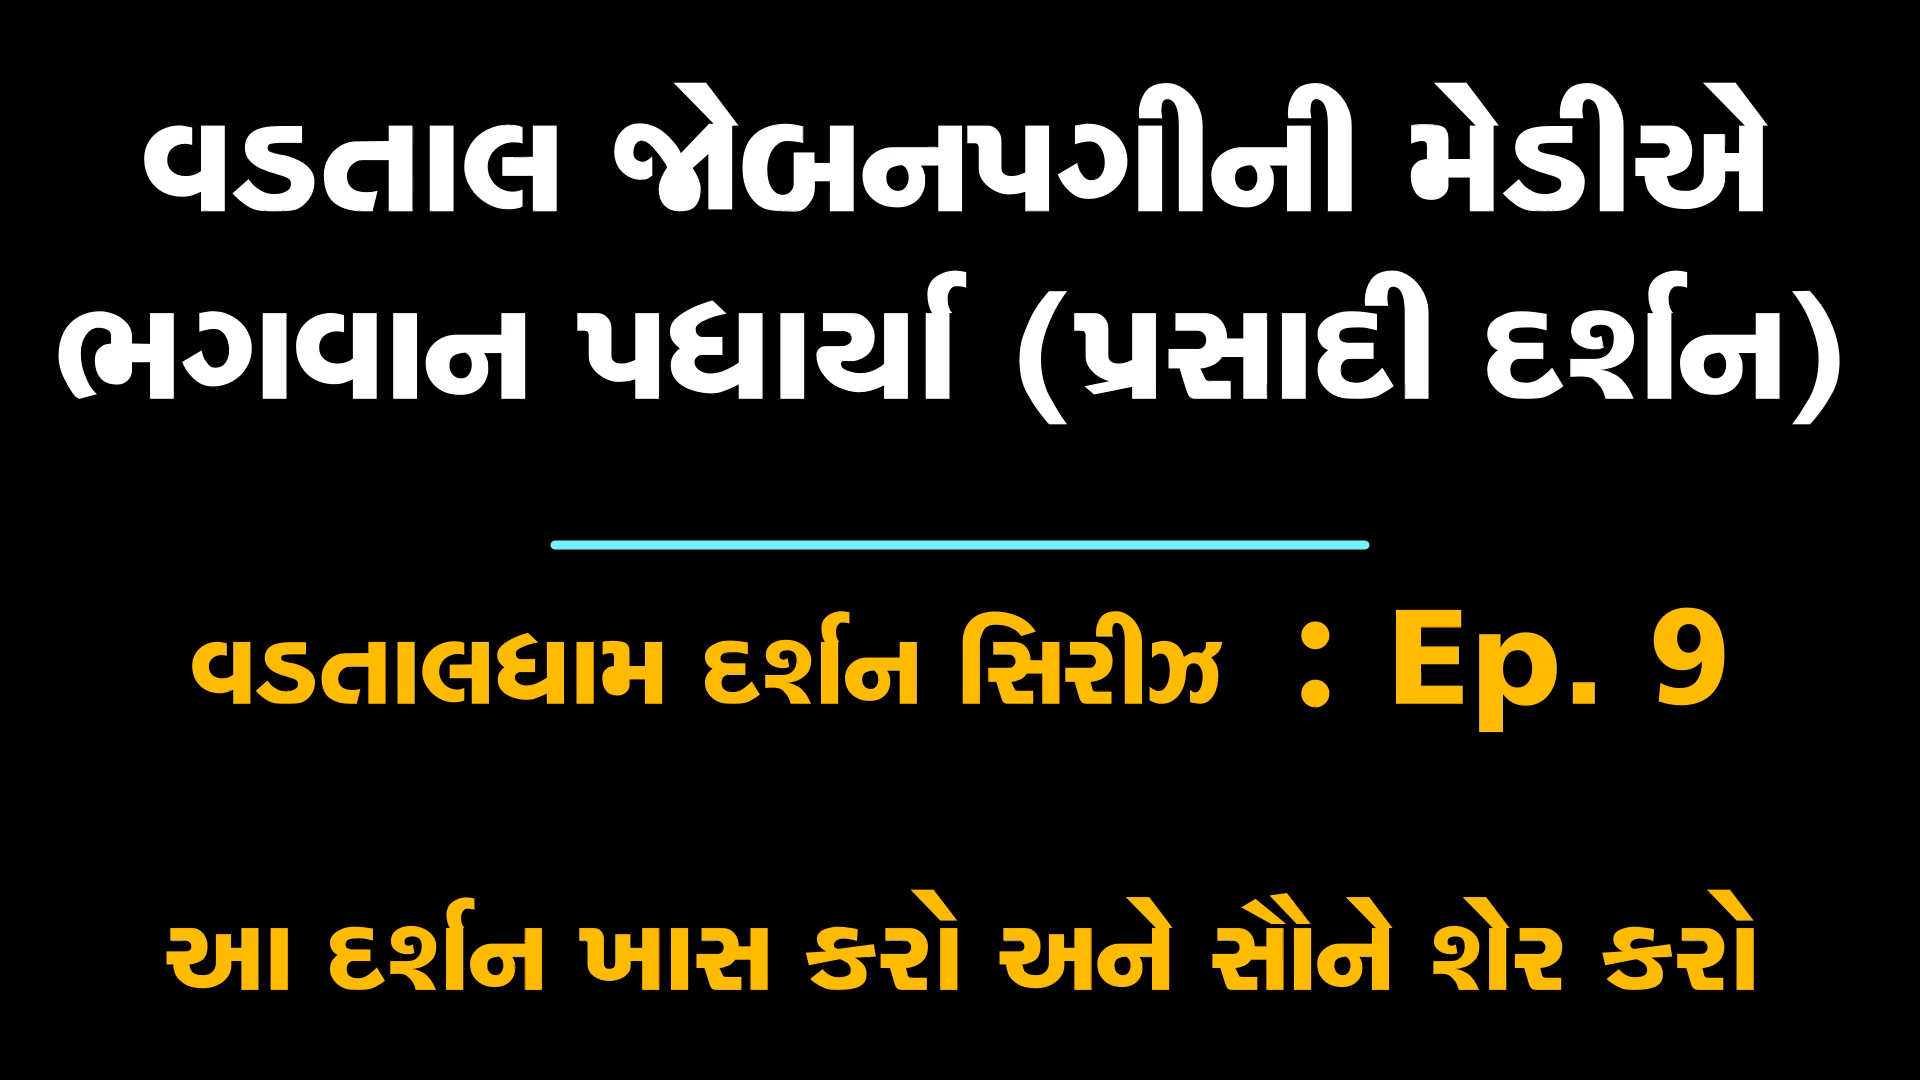 વડતાલ જોબનપગીની મેડીએ
ભગવાન પધાર્યા (પ્રસાદી દર્શન)
વડતાલધામ દર્શન સિરીઝ : Ep. 9
આ દર્શન ખાસ કરો અને સૌને શેર કરો